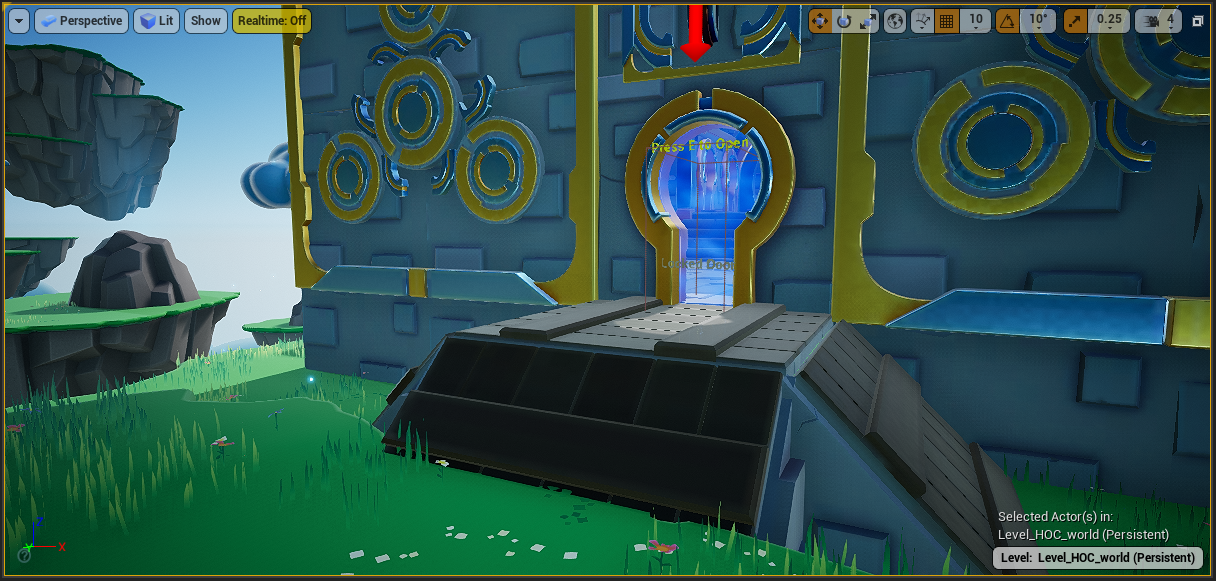 Perspective
Lit
Show
Realtime: Off
10
10°
0.25
4
Press E to Open
Locked Door
X
Z
Selected Actor(s) in:
Level_HOC_world (Persistent)
Level: Level_HOC_world (Persistent)